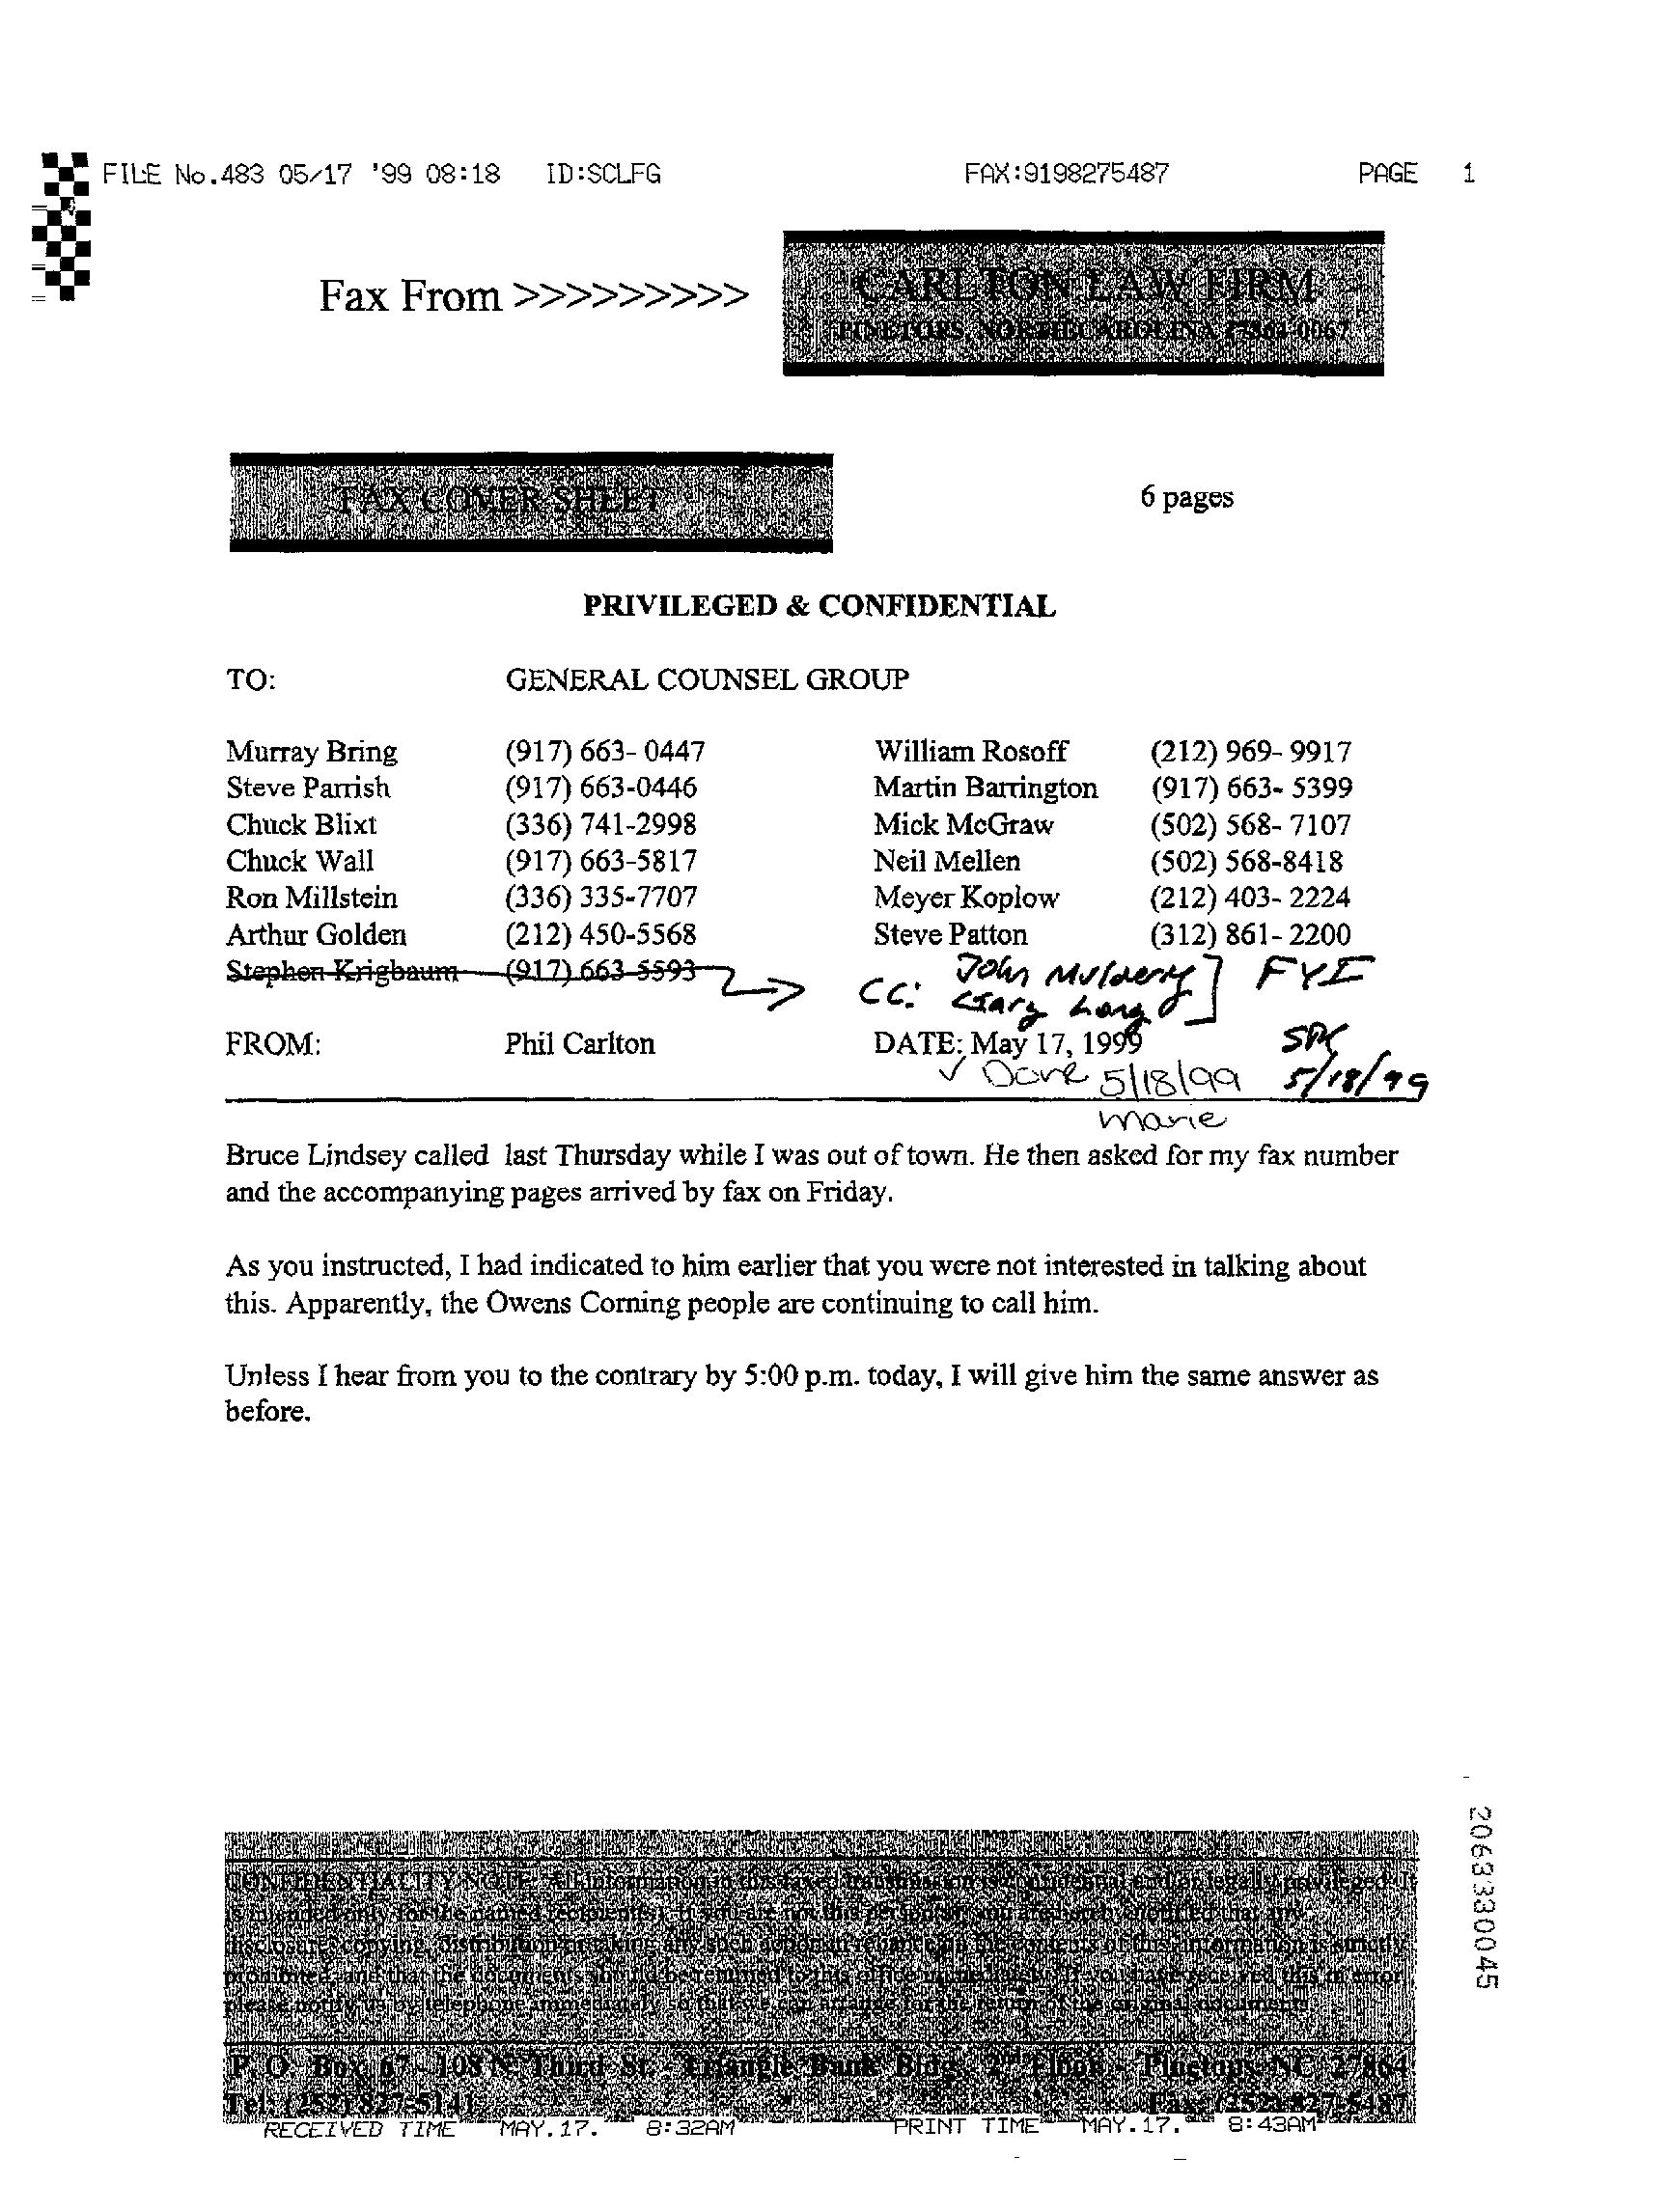 FILE No.483 05/17 '99 08:18 ID:SCLFG FAX:9198275487 PAGE 1
Fax From >>>>>>>>>
CARLTON LAW FIRM
PINETOPS, NORTH CAROLINA 27864-0067
FAX COVER SHEET
6 pages
PRIVILEGED & CONFIDENTIAL
TO: GENERAL COUNSEL GROUP
Murray Bring (917) 663- 0447 William Rosoff (212) 969- 9917
Steve Parrish (917) 663-0446 Martin Barrington (917) 663- 5399
Chuck Blixt (336) 741-2998 Mick McGraw (502) 568- 7107
Chuck Wall (917) 663-5817 Neil Mellen (502) 568-8418
Ron Millstein (336) 335-7707 Meyer Koplow (212) 403- 2224
Arthur Golden (212) 450-5568 Steve Patton (312) 861- 2200
Stephen Krigbaum (917) 663-5593
CC: John Mulderry FYI
Gary Long
FROM: Phil Carlton DATE: May 17, 1999
SPK
✓ Done 5/18/99 5/18/99
Marie
Bruce Lindsey called last Thursday while I was out of town. He then asked for my fax number
and the accompanying pages arrived by fax on Friday.
As you instructed, I had indicated to him earlier that you were not interested in talking about
this. Apparently, the Owens Corning people are continuing to call him.
Unless I hear from you to the contrary by 5:00 p.m. today, I will give him the same answer as
before.
CONFIDENTIALITY NOTE: All information in this faxed transmission is confidential and/or legally privileged. It
is intended only for the named recipient(s). If you are not this person(s), you are hereby notified that any
disclosure, copying, distribution or taking any such action in reliance on the contents of this information is strictly
prohibited, and that the documents should be returned to this office immediately. If you have received this in error,
please notify us by telephone immediately so that we can arrange for the return of the original documents.
P. O. Box 67 - 108 N. Third St. - Triangle Bank Bldg., 2nd Floor - Pinetops, NC 27864
Tel: (252) 827-5141 Fax: (252) 827-5487
RECEIVED TIME MAY.17. 8:32AM PRINT TIME MAY.17. 8:43AM
2063330045